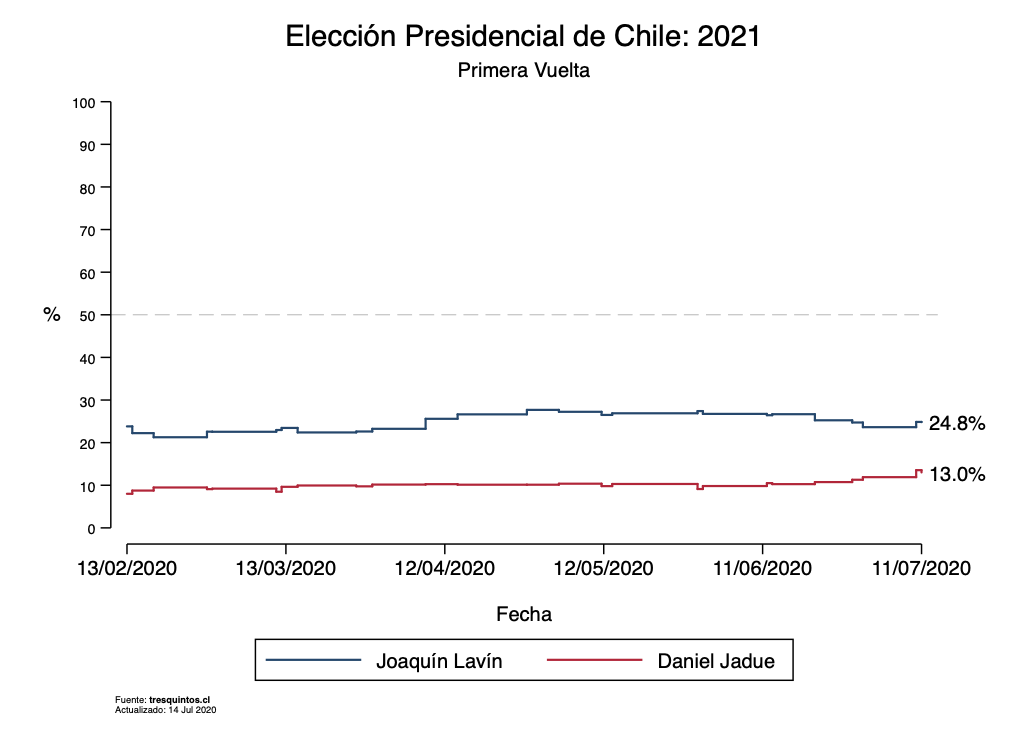 Elección Presidencial de Chile: 2021
Primera Vuelta
100
90
80
70
60
% 50
40
30
20
10
0
24.8%
13.0%
13/02/2020 13/03/2020 12/04/2020 12/05/2020 11/06/2020 11/07/2020
Fecha
Joaquín Lavín Daniel Jadue
Fuente: tresquintos.cl
Actualizado: 14 Jul 2020